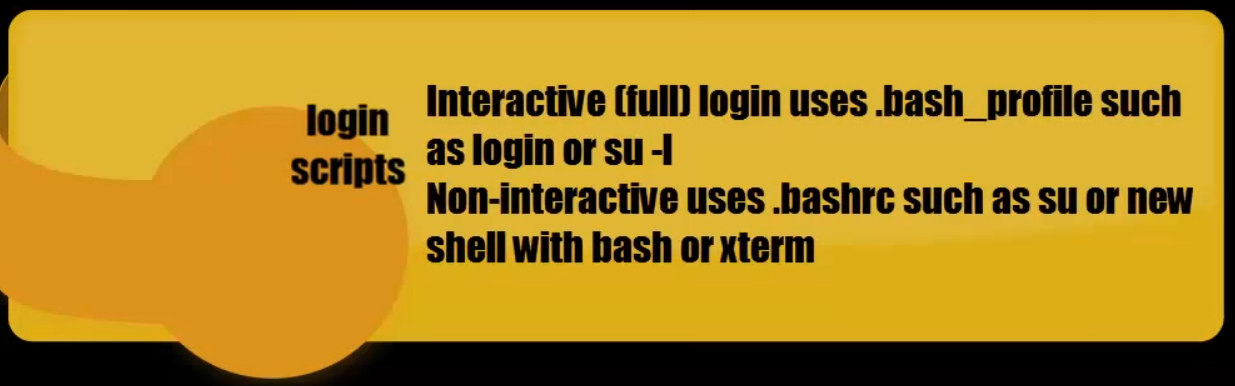 login
scripts
Interactive (full) login uses .bash_profile such
as login or su -l
Non-interactive uses .bashrc such as su or new
shell with bash or xterm